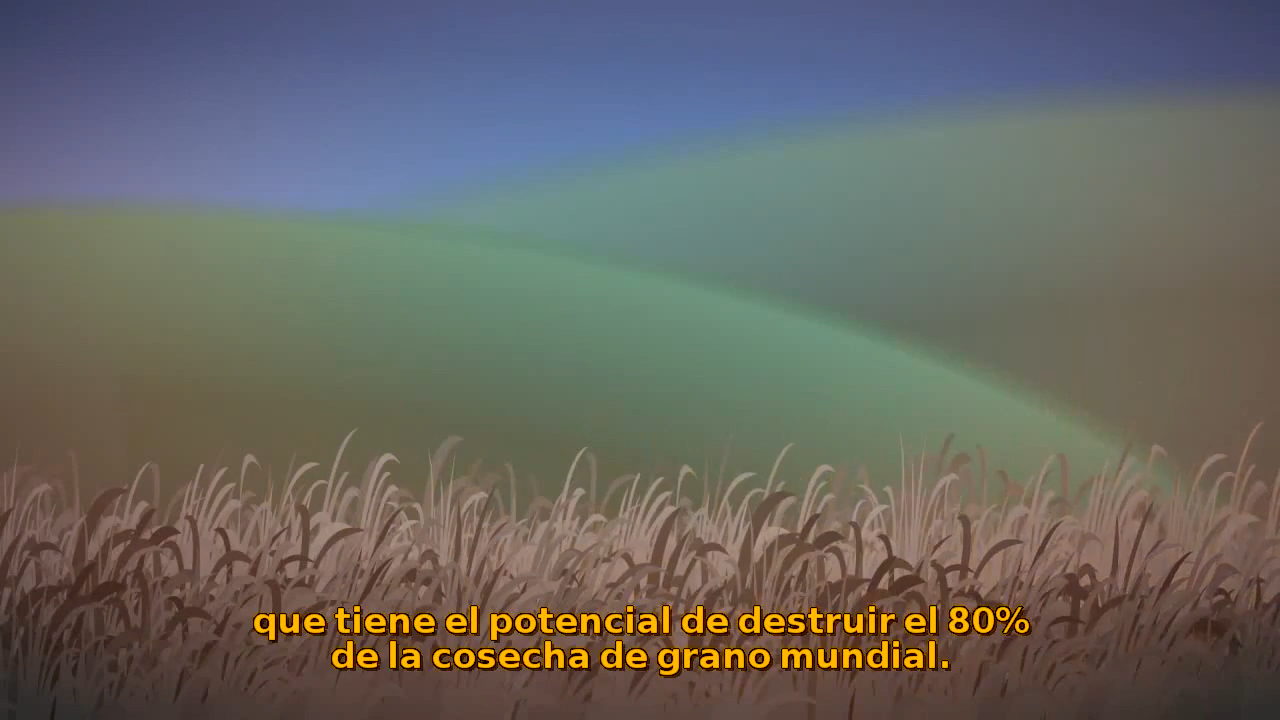 que tiene el potencial de destruir el 80%
de la cosecha de grano mundial.